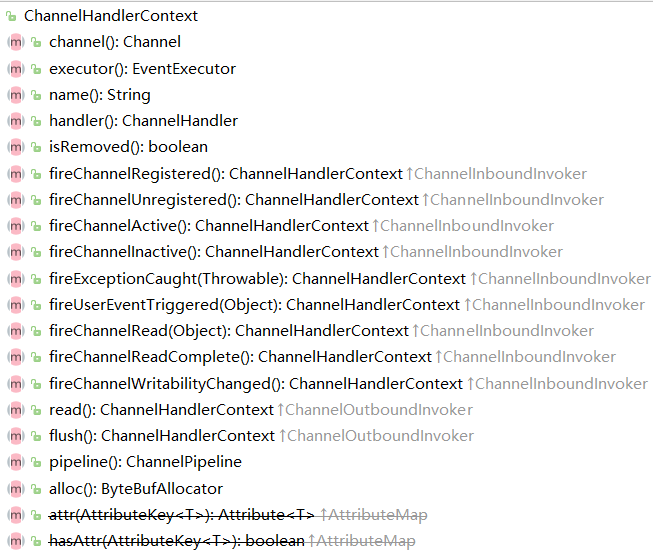 ChannelHandlerContext
m channel(): Channel
m executor(): EventExecutor
m name(): String
m handler(): ChannelHandler
m isRemoved(): boolean
m fireChannelRegistered(): ChannelHandlerContext ↑ChannelInboundInvoker
m fireChannelUnregistered(): ChannelHandlerContext ↑ChannelInboundInvoker
m fireChannelActive(): ChannelHandlerContext ↑ChannelInboundInvoker
m fireChannelInactive(): ChannelHandlerContext ↑ChannelInboundInvoker
m fireExceptionCaught(Throwable): ChannelHandlerContext ↑ChannelInboundInvoker
m fireUserEventTriggered(Object): ChannelHandlerContext ↑ChannelInboundInvoker
m fireChannelRead(Object): ChannelHandlerContext ↑ChannelInboundInvoker
m fireChannelReadComplete(): ChannelHandlerContext ↑ChannelInboundInvoker
m fireChannelWritabilityChanged(): ChannelHandlerContext ↑ChannelInboundInvoker
m read(): ChannelHandlerContext ↑ChannelOutboundInvoker
m flush(): ChannelHandlerContext ↑ChannelOutboundInvoker
m pipeline(): ChannelPipeline
m alloc(): ByteBufAllocator
m attr(AttributeKey<T>): Attribute<T> ↑AttributeMap
m hasAttr(AttributeKey<T>): boolean ↑AttributeMap